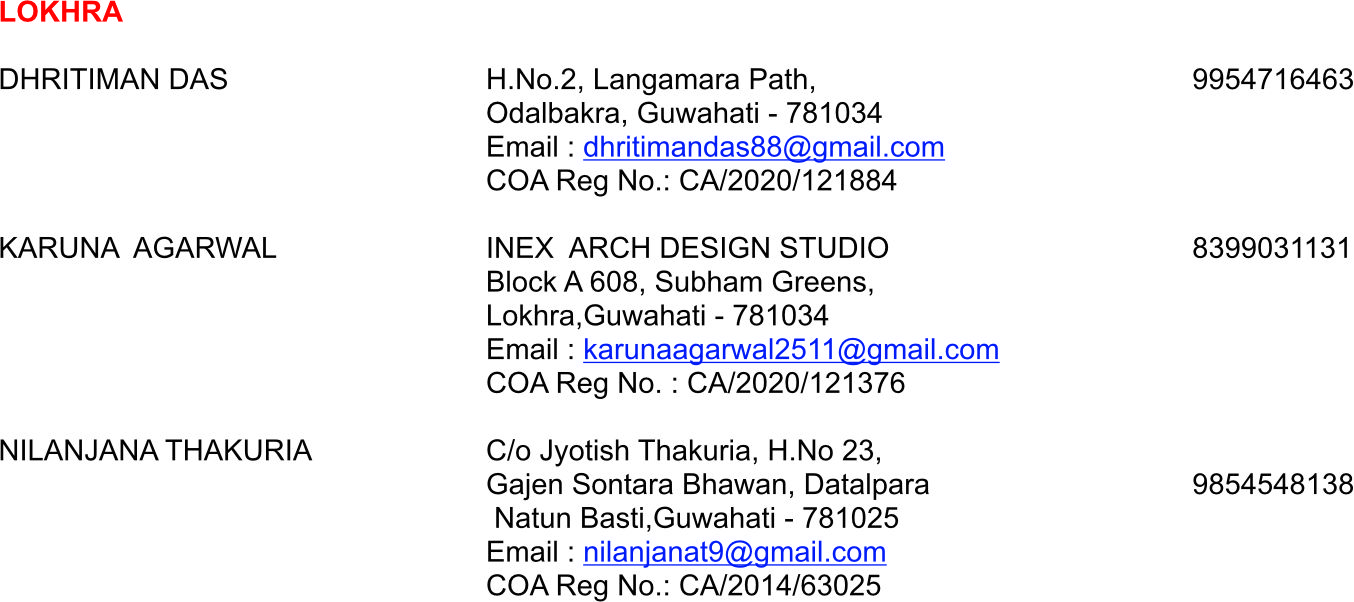 LOKHRA
DHRITIMAN DAS H.No.2, Langamara Path, 9954716463
Odalbakra, Guwahati - 781034
Email : dhritimandas88@gmail.com
COA Reg No.: CA/2020/121884
KARUNA  AGARWAL INEX  ARCH DESIGN STUDIO 8399031131
Block A 608, Subham Greens,
Lokhra,Guwahati - 781034
Email : karunaagarwal2511@gmail.com
COA Reg No. : CA/2020/121376
NILANJANA THAKURIA C/o Jyotish Thakuria, H.No 23,
Gajen Sontara Bhawan, Datalpara 9854548138
Natun Basti,Guwahati - 781025
Email : nilanjanat9@gmail.com
COA Reg No.: CA/2014/63025